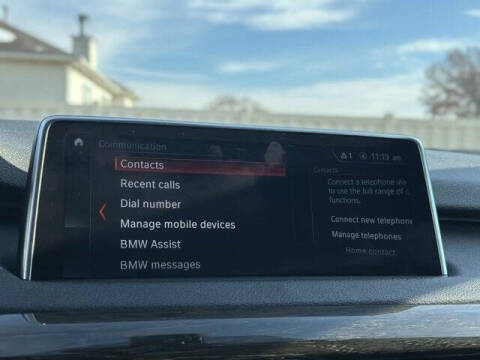 Communication
1 11:19 am
Contacts
Recent calls
Dial number
Manage mobile devices
BMW Assist
BMW messages
Contacts
Connect a telephone via
to use the full range of c
functions.
Connect new telephone
Manage telephones
Home contact